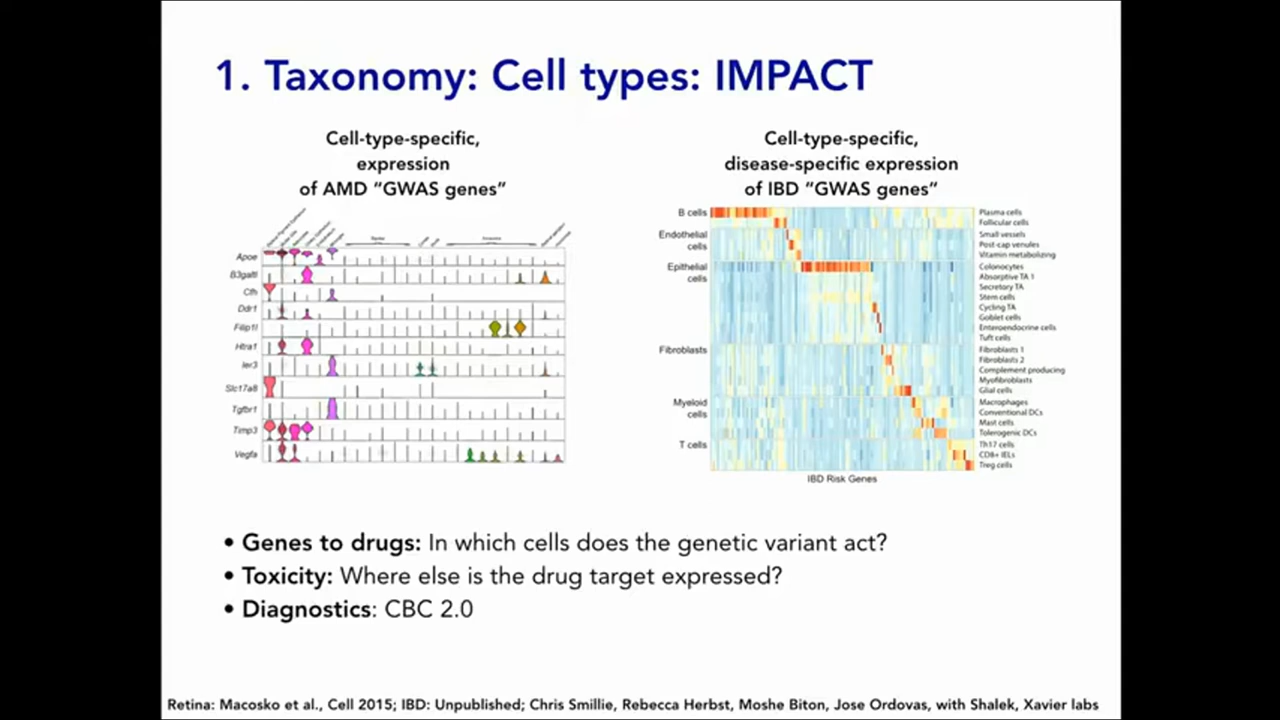 1. Taxonomy: Cell types: IMPACT
Cell-type-specific,
expression
of AMD “GWAS genes”
Apoe
B3galtl
Cfh
Ddr1
Filip1l
Htra1
Ier3
Slc17a8
Tgfbr1
Timp3
Vegfa
Cell-type-specific,
disease-specific expression
of IBD “GWAS genes”
B cells
Endothelial
cells
Epithelial
cells
Fibroblasts
Myeloid
cells
T cells
Plasma cells
Follicular cells
Small vessels
Post-cap venules
Vitamin metabolizing
Colonocytes
Absorptive TA 1
Secretory TA
Stem cells
Cycling TA
Goblet cells
Enteroendocrine cells
Tuft cells
Fibroblasts 1
Fibroblasts 2
Complement producing
Myofibroblasts
Glial cells
Macrophages
Conventional DCs
Mast cells
Tolerogenic DCs
Th17 cells
CD8+ IELs
Treg cells
IBD Risk Genes
• Genes to drugs: In which cells does the genetic variant act?
• Toxicity: Where else is the drug target expressed?
• Diagnostics: CBC 2.0
Retina: Macosko et al., Cell 2015; IBD: Unpublished; Chris Smillie, Rebecca Herbst, Moshe Biton, Jose Ordovas, with Shalek, Xavier labs